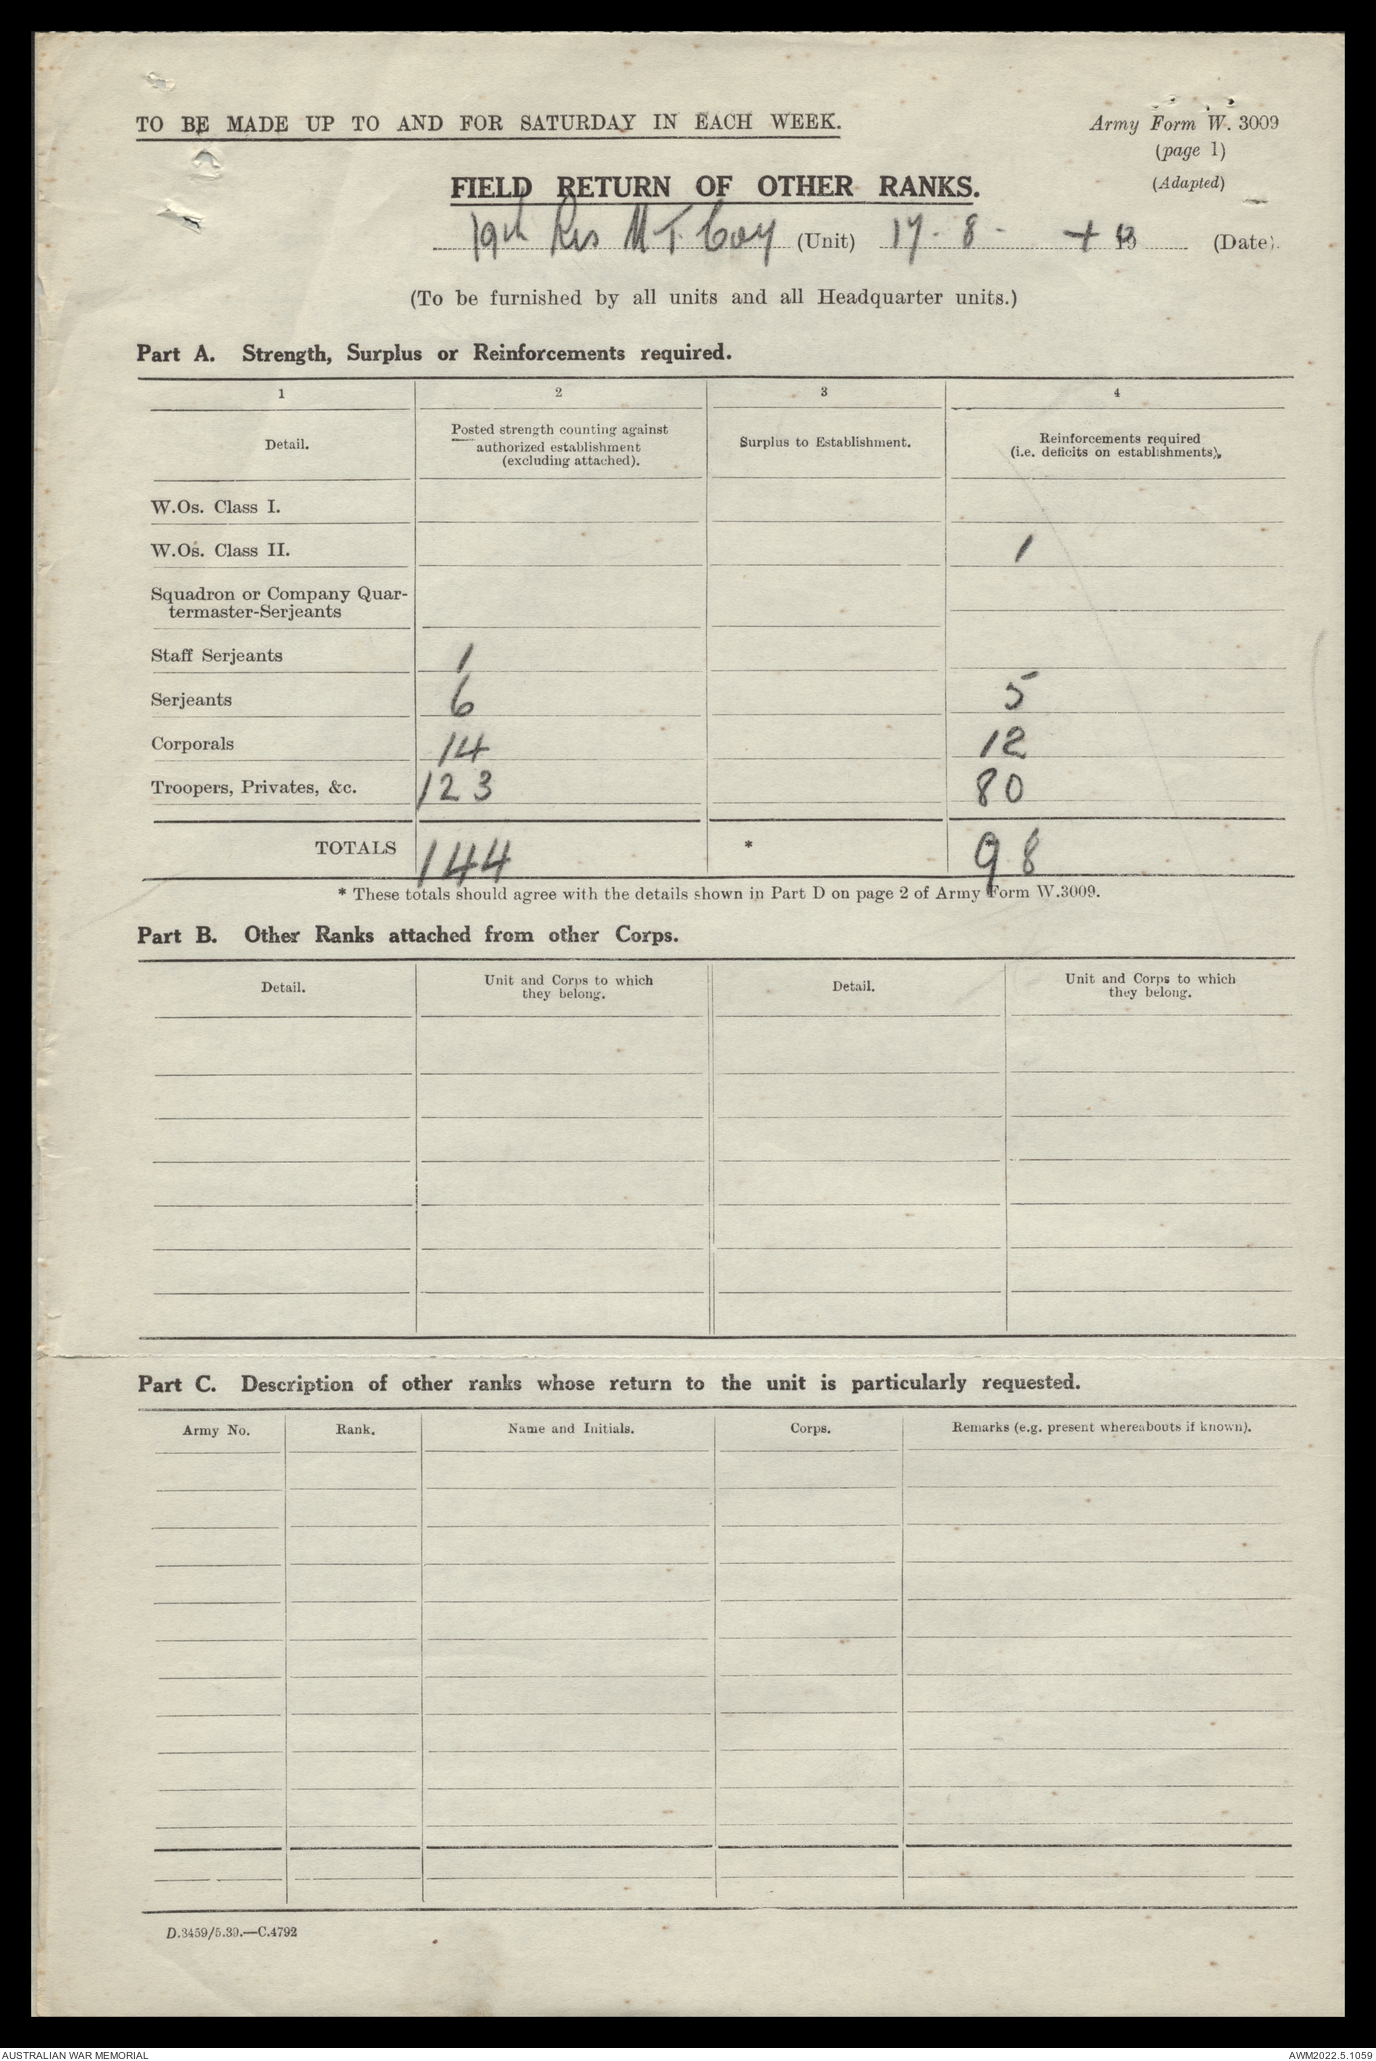 TO BE MADE UP TO AND FOR SATURDAY IN EACH WEEK.
Army Form W. 3009
(page 1)
(Adapted)
FIELD RETURN OF OTHER RANKS.
19th Res M T Coy (Unit) 17 - 8 - (Date).
(To be furnished by all units and all Headquarter units.)
Part A. Strength, Surplus or Reinforcements required.
1 2 3 4
Detail.
Posted strength counting against
authorized establishment
(excluding attached).
Surplus to Establishment.
Reinforcements required
(i.e. deficits on establishments).
W.Os. Class I.
W.Os. Class II. 1
Squadron or Company Quar-
termaster-Serjeants
Staff Serjeants 1
Serjeants 6 5
Corporals 14 12
Troopers, Privates, &c. 123 80
TOTALS 144 * 98
* These totals should agree with the details shown in Part D on page 2 of Army Form W.3009.
Part B. Other Ranks attached from other Corps.
Detail.
Unit and Corps to which
they belong.
Detail.
Unit and Corps to which
they belong.
Part C. Description of other ranks whose return to the unit is particularly requested.
Army No. Rank. Name and Initials. Corps. Remarks (e.g. present whereabouts if known).
D.3459/5.39.—C.4792
AUSTRALIAN WAR MEMORIAL
AWM2022.5.1059